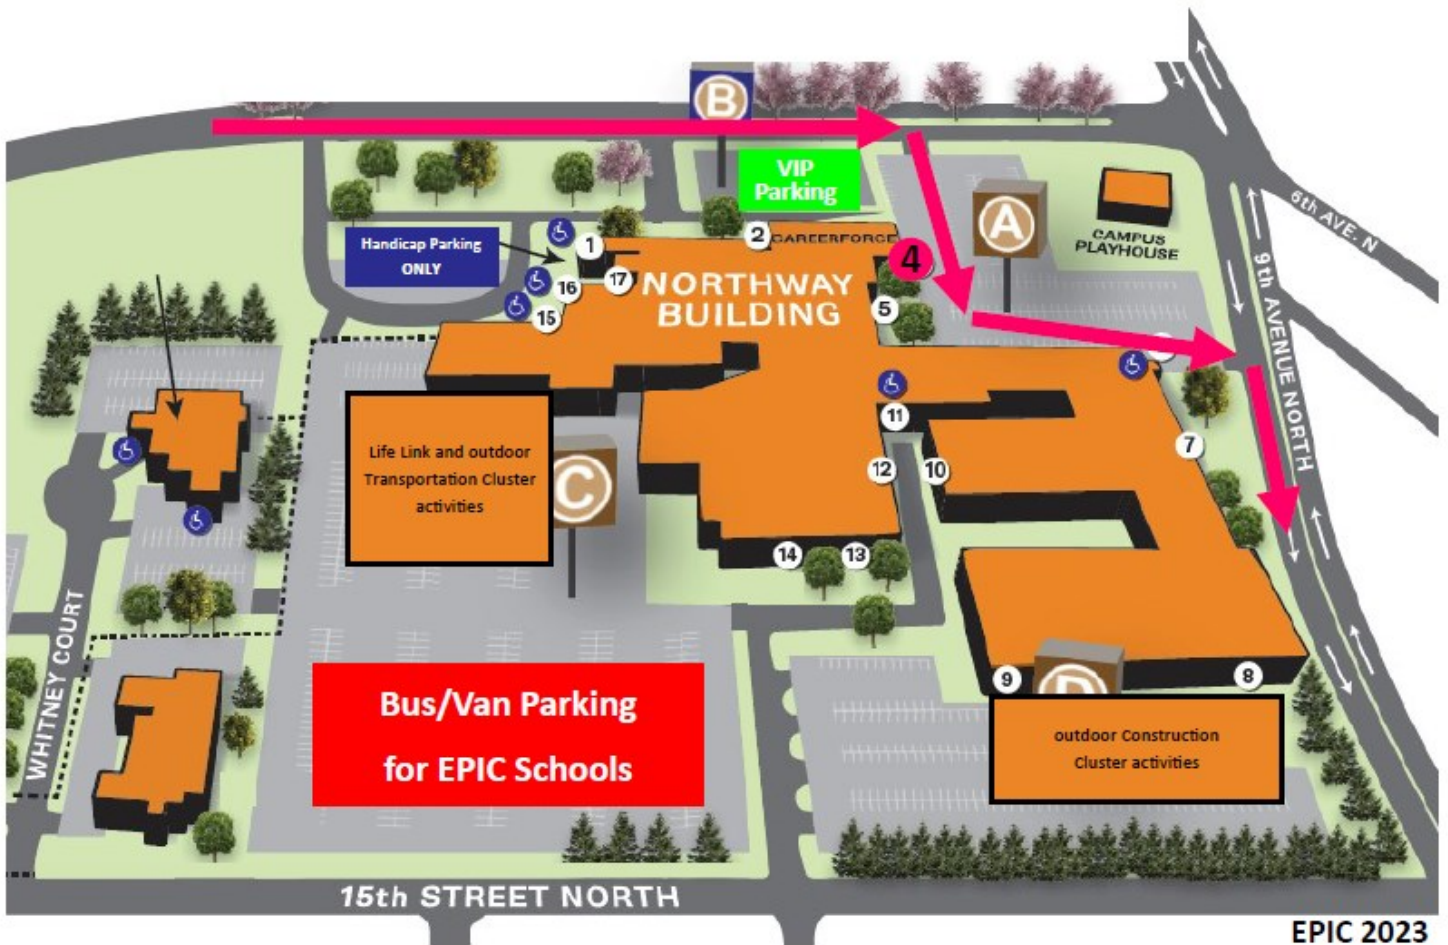 B
VIP
Parking
A
6th AVE. N
CAMPUS
PLAYHOUSE
Handicap Parking
ONLY
1
2
CAREERFORCE
4
9th AVENUE NORTH
17
16
15
NORTHWAY
BUILDING
5
11
7
12
10
Life Link and outdoor
Transportation Cluster
activities
C
14
13
WHITNEY COURT
9
D
8
Bus/Van Parking
for EPIC Schools
outdoor Construction
Cluster activities
15th STREET NORTH
EPIC 2023